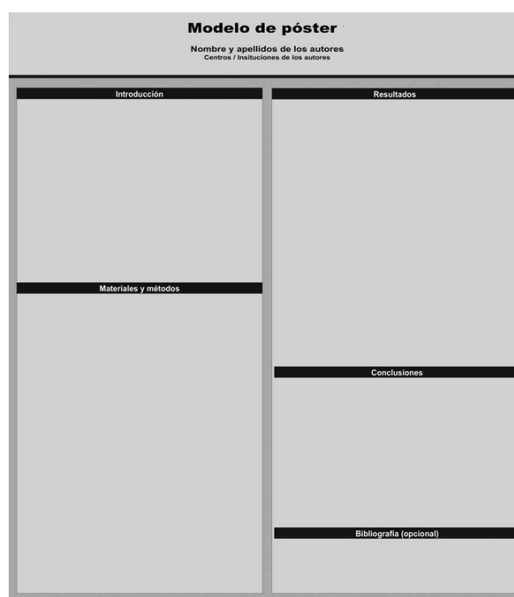 Modelo de póster
Nombre y apellidos de los autores
Centros / Insituciones de los autores
Introducción
Materiales y métodos
Resultados
Conclusiones
Bibliografía (opcional)